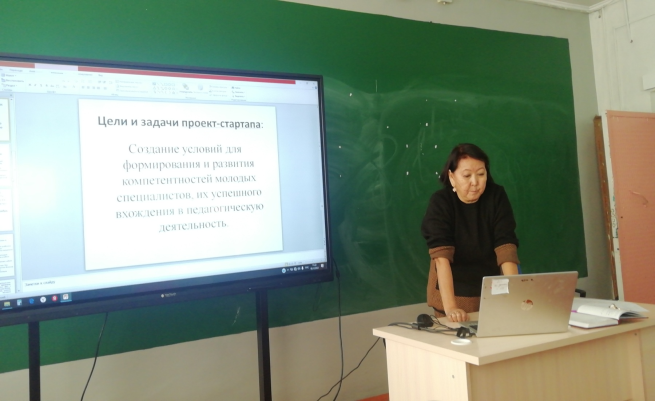 Цели и задачи проект-стартапа:
Создание условий для
формирования и развития
компетентностей молодых
специалистов, их успешного
вхождения в педагогическую
деятельность